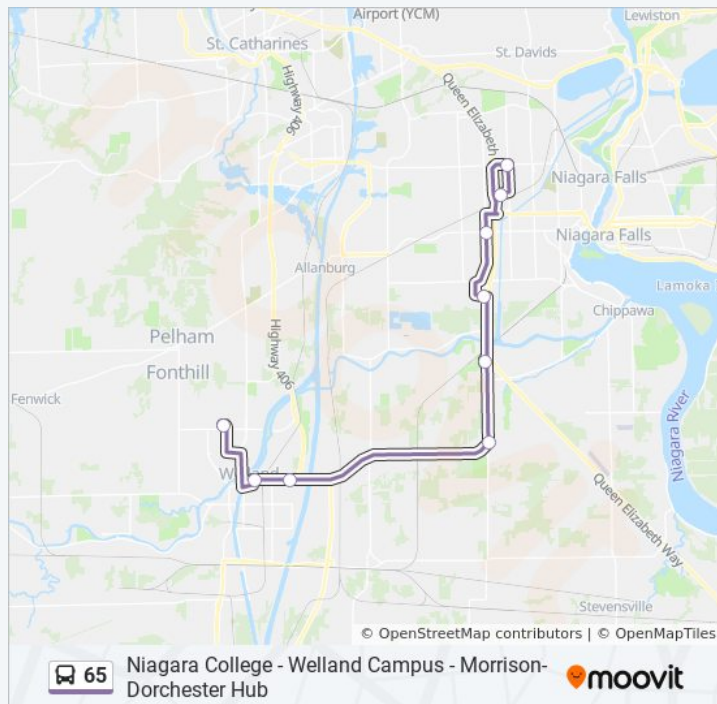 Airport (YCM)
Lewiston
St. Catharines
St. Davids
Highway 406
Queen Elizabeth
Niagara Falls
Niagara Falls
Allanburg
Lamoka
Chippawa
Pelham
Highway 406
Fonthill
Fenwick
Niagara River
Queen Elizabeth Way
Stevensville
© OpenStreetMap contributors | © OpenMapTiles
65
Niagara College - Welland Campus - Morrison-
Dorchester Hub
moovit